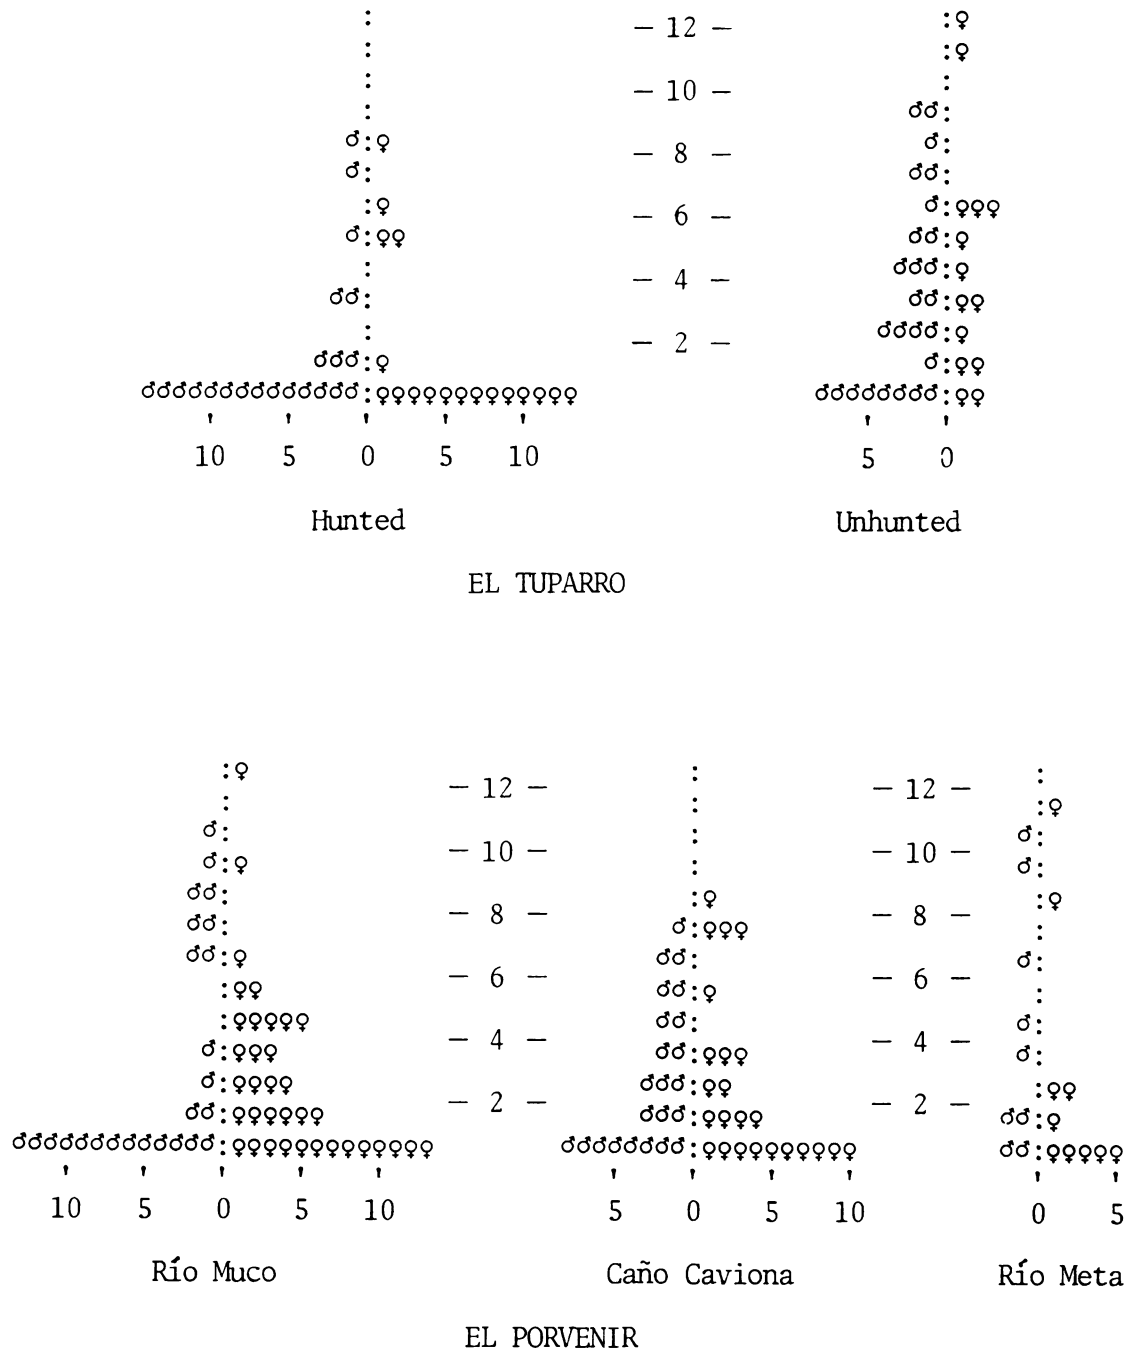 : :♀
— 12 —
: :♀
: :
— 10 —
: ♂♂:
♂:♀ ♂:
— 8 —
♂: ♂♂:
:♀ ♂:♀♀♀
— 6 —
♂:♀♀ ♂♂:♀
: ♂♂♂:♀
— 4 —
♂♂: ♂♂:♀♀
: ♂♂♂♂:♀
— 2 —
♂♂♂:♀ ♂:♀♀
♂♂♂♂♂♂♂♂♂♂♂♂♂♂:♀♀♀♀♀♀♀♀♀♀♀♀♀ ♂♂♂♂♂♂♂♂:♀♀
10 5 0 5 10 5 0
Hunted Unhunted
EL TUPARRO
:♀ : :
— 12 — — 12 —
: : :♀
♂: : ♂:
— 10 — — 10 —
♂:♀ : ♂:
♂♂: :♀ :♀
— 8 — — 8 —
♂♂: ♂:♀♀♀ :
♂♂:♀ ♂♂: ♂:
— 6 — — 6 —
:♀♀ ♂♂:♀ :
:♀♀♀♀♀ ♂♂: ♂:
— 4 — — 4 —
♂:♀♀♀ ♂♂:♀♀♀ ♂:
♂:♀♀♀♀ ♂♂♂:♀♀ :♀♀
— 2 — — 2 —
♂♂:♀♀♀♀♀♀ ♂♂♂:♀♀♀♀ ♂♂:♀
♂♂♂♂♂♂♂♂♂♂♂♂♂:♀♀♀♀♀♀♀♀♀♀♀♀♀ ♂♂♂♂♂♂♂♂:♀♀♀♀♀♀♀♀♀♀ ♂♂:♀♀♀♀♀
10 5 0 5 10 5 0 5 10 0 5
Río Muco Caño Caviona Río Meta
EL PORVENIR